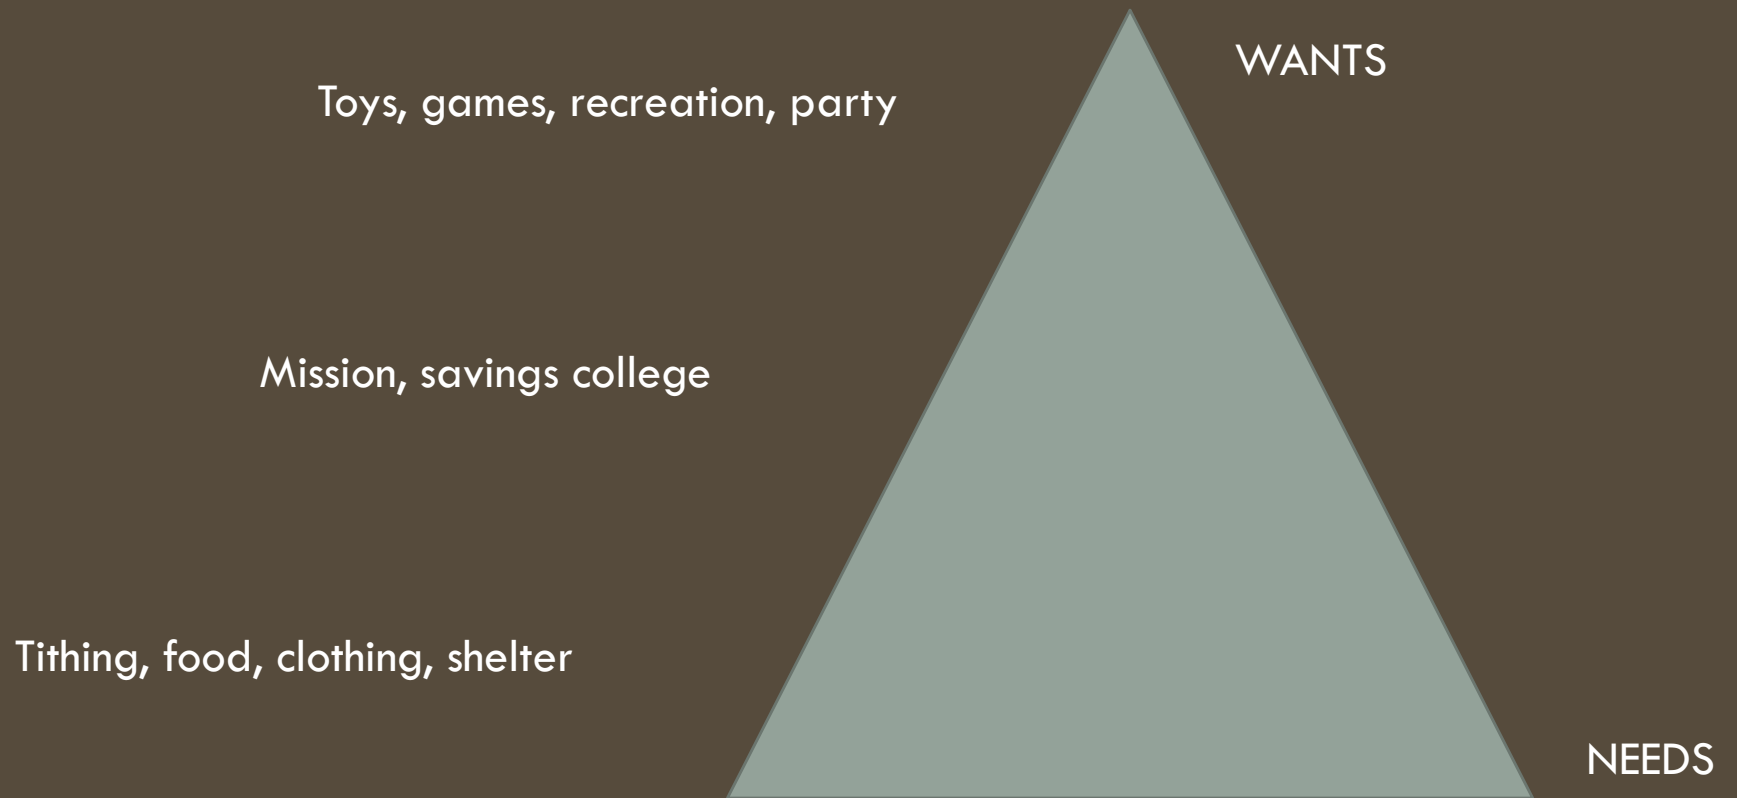 WANTS
Toys, games, recreation, party
Mission, savings college
Tithing, food, clothing, shelter
NEEDS